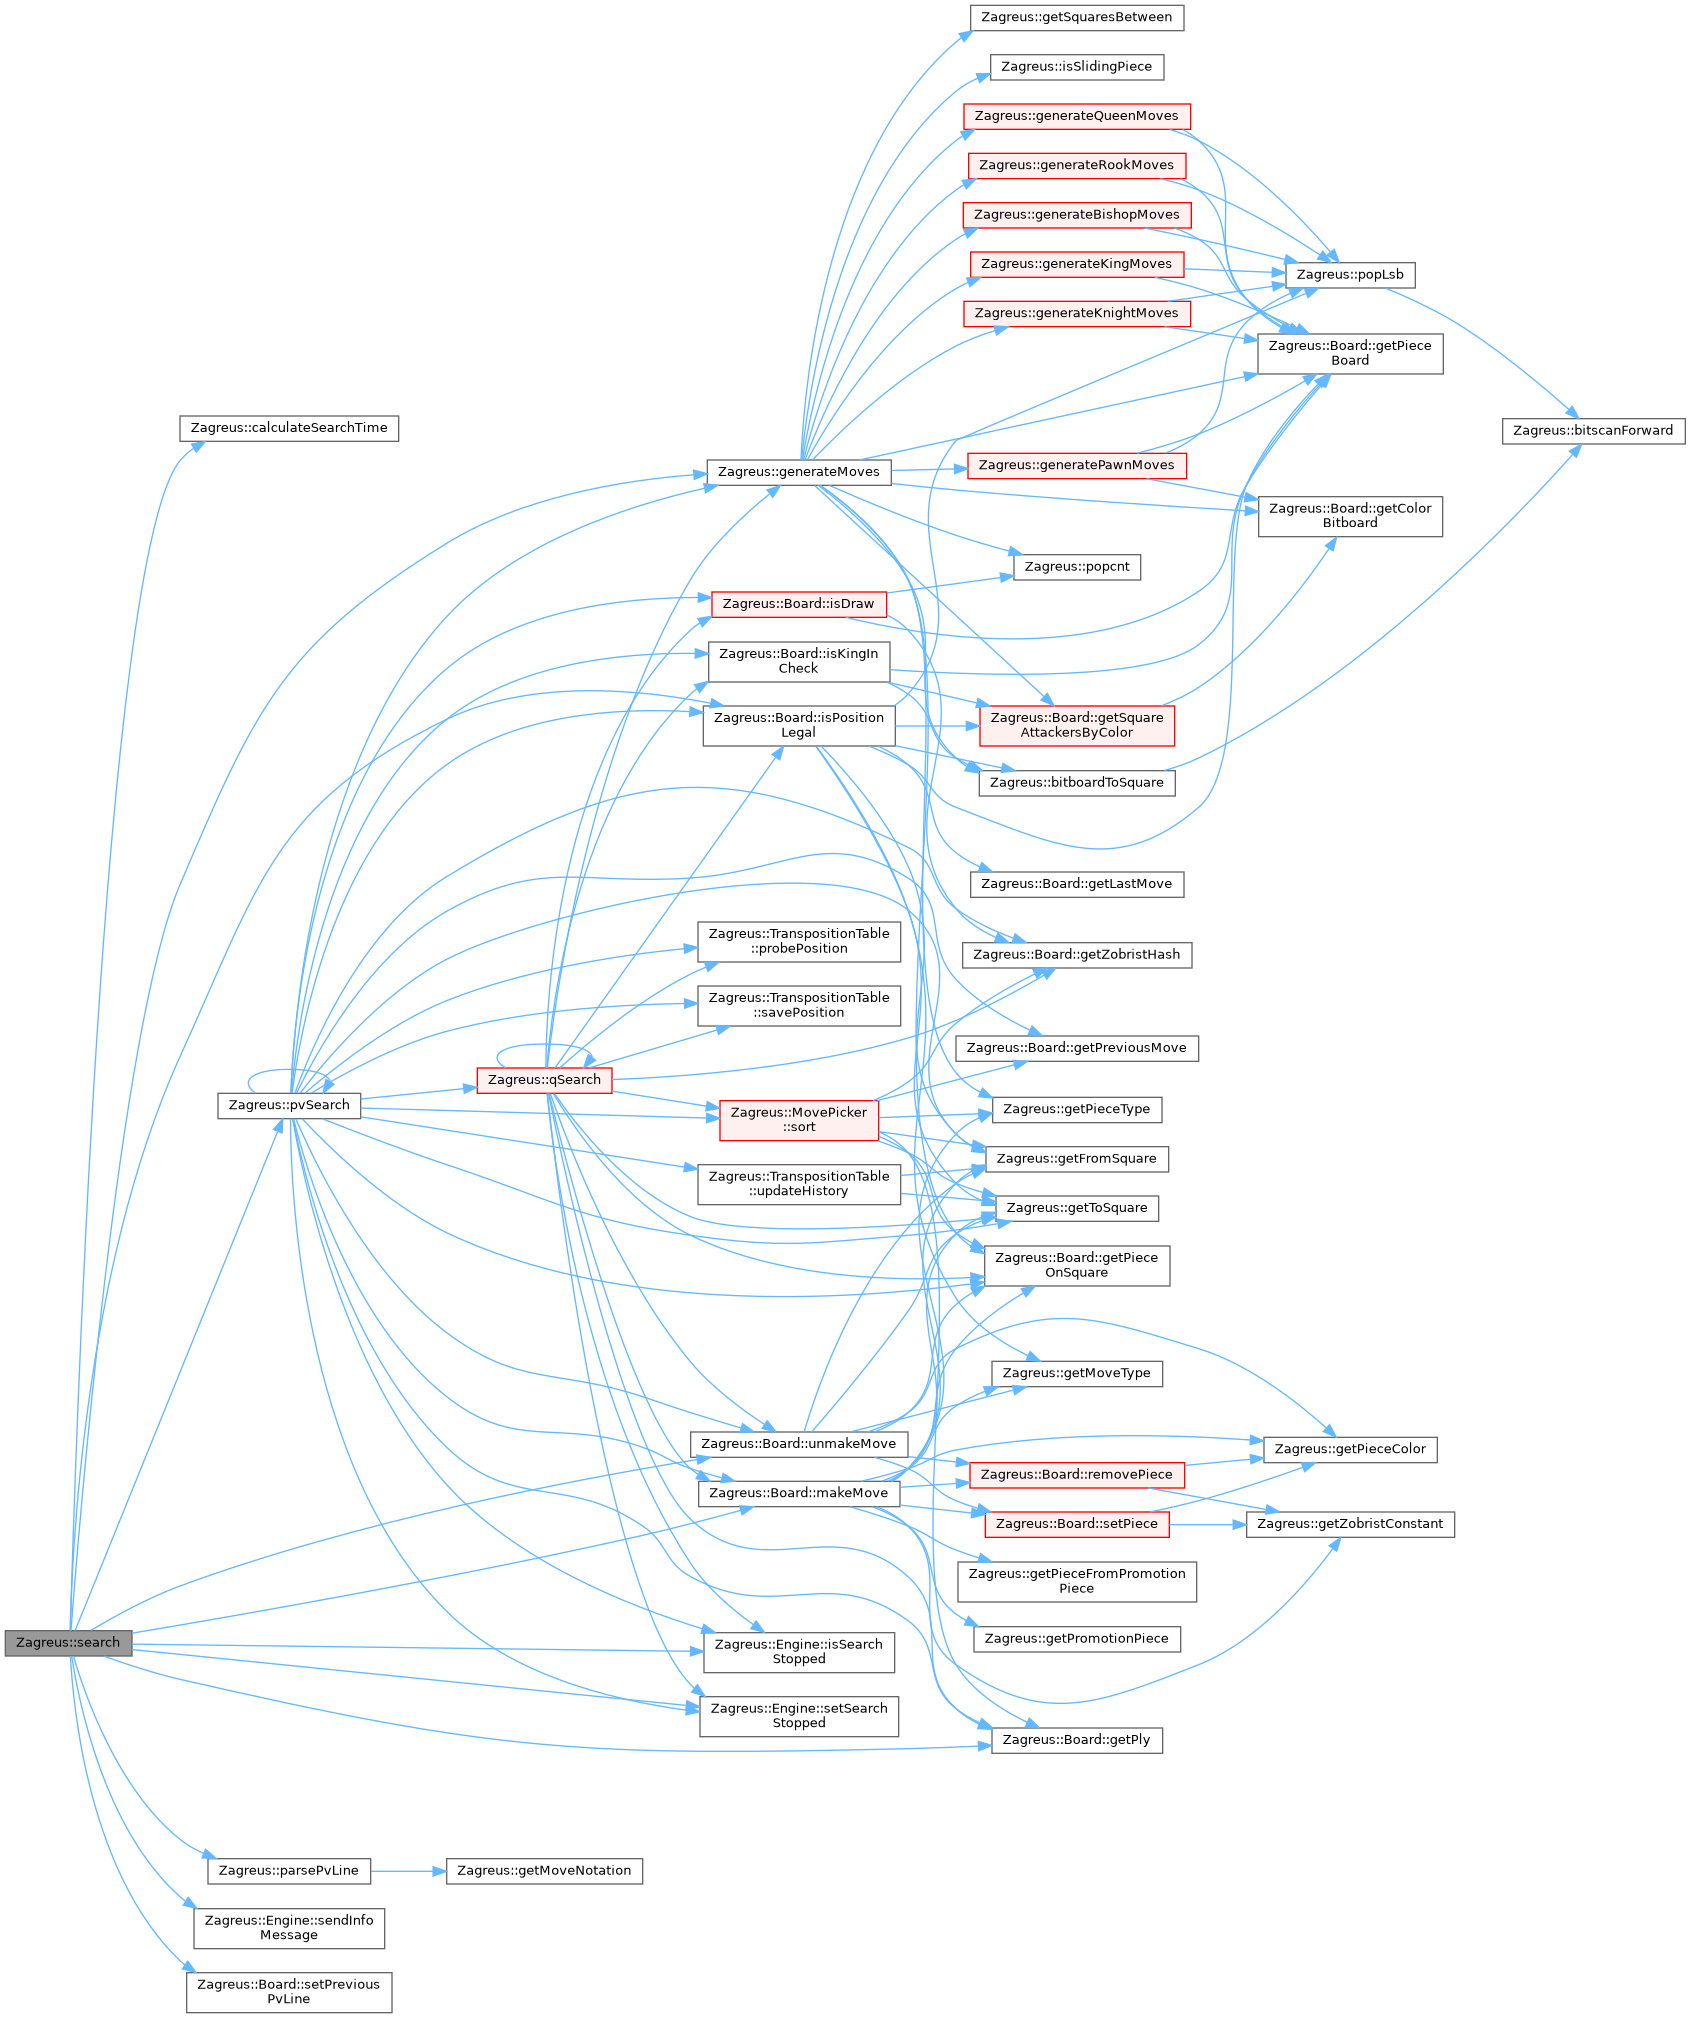 Zagreus::getSquaresBetween
Zagreus::isSlidingPiece
Zagreus::generateQueenMoves
Zagreus::generateRookMoves
Zagreus::generateBishopMoves
Zagreus::generateKingMoves
Zagreus::popLsb
Zagreus::generateKnightMoves
Zagreus::Board::getPiece
Board
Zagreus::calculateSearchTime
Zagreus::bitscanForward
Zagreus::generateMoves
Zagreus::generatePawnMoves
Zagreus::Board::getColor
Bitboard
Zagreus::popcnt
Zagreus::Board::isDraw
Zagreus::Board::isKingIn
Check
Zagreus::Board::isPosition
Legal
Zagreus::Board::getSquare
AttackersByColor
Zagreus::bitboardToSquare
Zagreus::Board::getLastMove
Zagreus::TranspositionTable
::probePosition
Zagreus::Board::getZobristHash
Zagreus::TranspositionTable
::savePosition
Zagreus::Board::getPreviousMove
Zagreus::qSearch
Zagreus::pvSearch
Zagreus::MovePicker
::sort
Zagreus::getPieceType
Zagreus::getFromSquare
Zagreus::TranspositionTable
::updateHistory
Zagreus::getToSquare
Zagreus::Board::getPiece
OnSquare
Zagreus::getMoveType
Zagreus::Board::unmakeMove
Zagreus::getPieceColor
Zagreus::Board::removePiece
Zagreus::Board::makeMove
Zagreus::Board::setPiece
Zagreus::getZobristConstant
Zagreus::getPieceFromPromotion
Piece
Zagreus::search
Zagreus::Engine::isSearch
Stopped
Zagreus::getPromotionPiece
Zagreus::Engine::setSearch
Stopped
Zagreus::Board::getPly
Zagreus::parsePvLine
Zagreus::getMoveNotation
Zagreus::Engine::sendInfo
Message
Zagreus::Board::setPrevious
PvLine